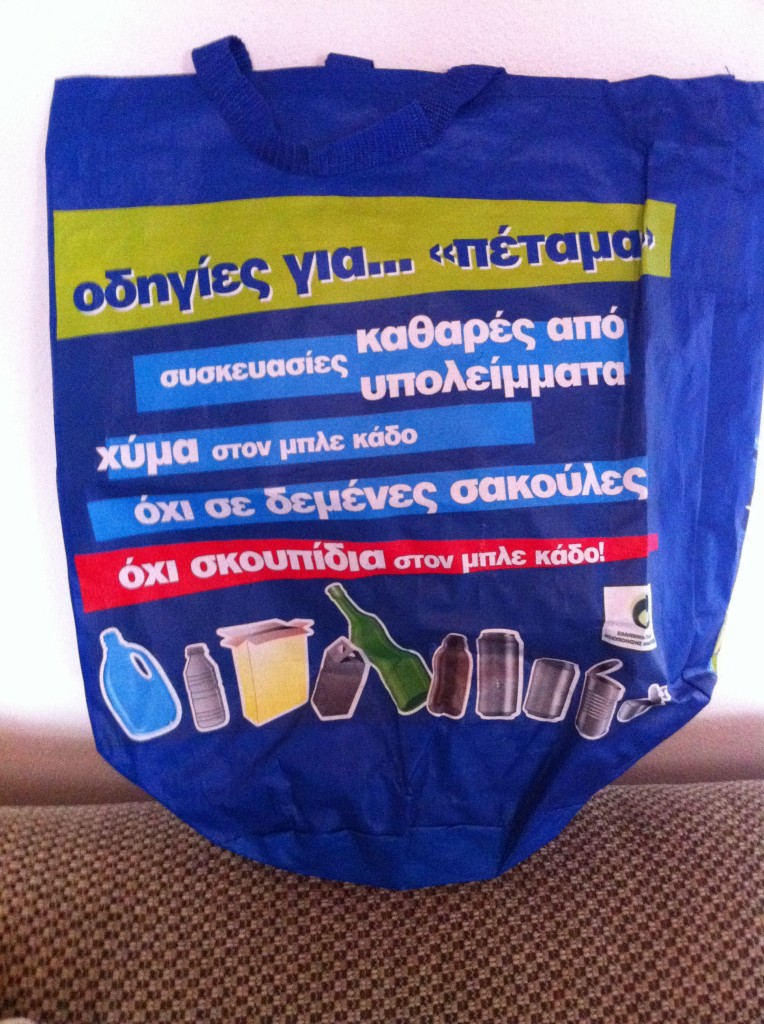 οδηγίες για... «πέταμα»
συσκευασίες καθαρές από
υπολείμματα
χύμα στον μπλε κάδο
όχι σε δεμένες σακούλες
όχι σκουπίδια στον μπλε κάδο!